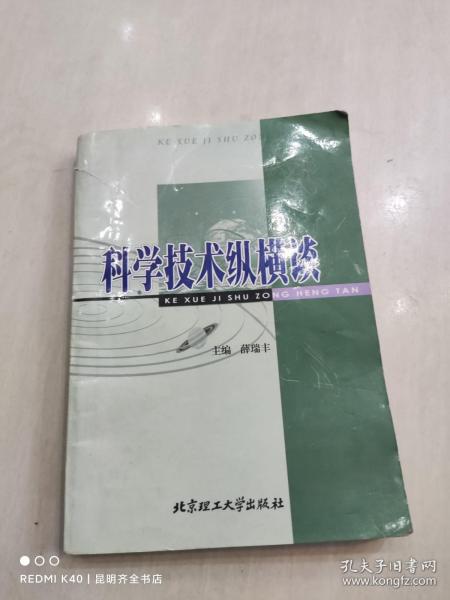 KE XUE JI SHU ZON
科学技术纵横谈
KE XUE JI SHU ZONG HENG TAN
主编 薛瑞丰
北京理工大学出版社
REDMI K40 | 昆明齐全书店
孔夫子旧书网
www.kongfz.com